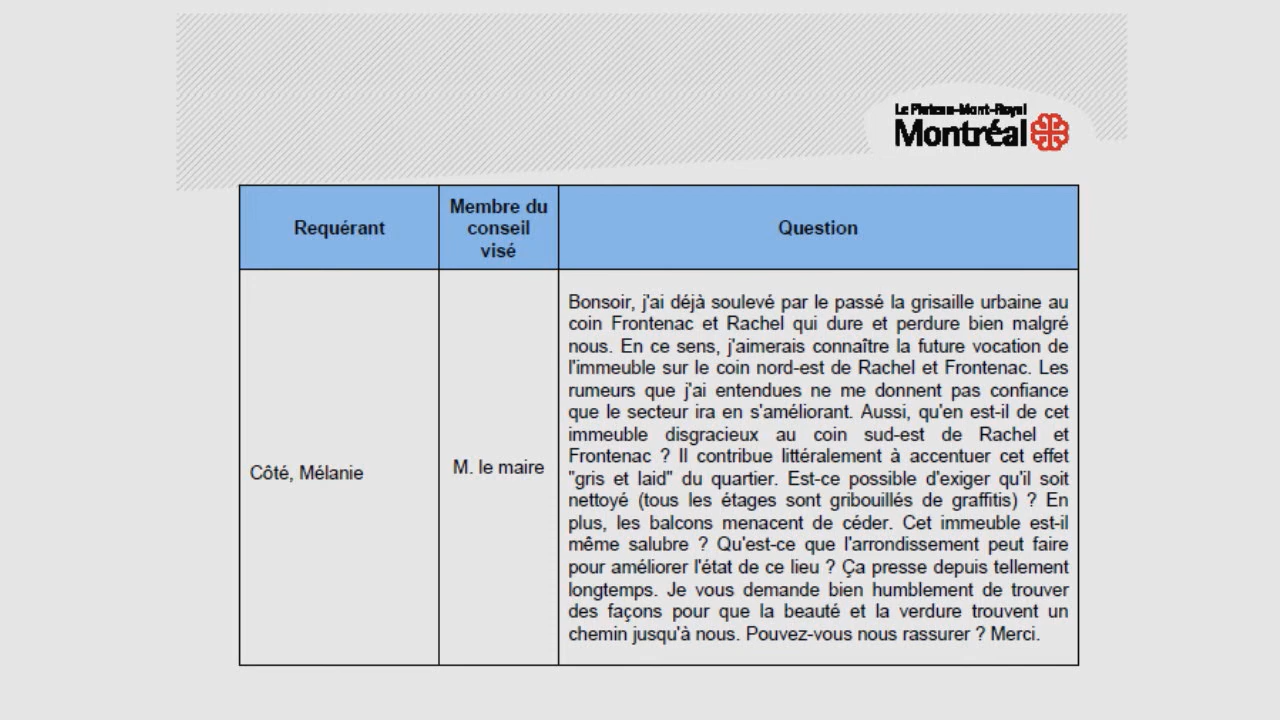 Le Plateau-Mont-Royal
Montréal
Requérant
Membre du
conseil
visé
Question
Côté, Mélanie
M. le maire
Bonsoir, j'ai déjà soulevé par le passé la grisaille urbaine au
coin Frontenac et Rachel qui dure et perdure bien malgré
nous. En ce sens, j'aimerais connaître la future vocation de
l'immeuble sur le coin nord-est de Rachel et Frontenac. Les
rumeurs que j'ai entendues ne me donnent pas confiance
que le secteur ira en s'améliorant. Aussi, qu'en est-il de cet
immeuble disgracieux au coin sud-est de Rachel et
Frontenac ? Il contribue littéralement à accentuer cet effet
"gris et laid" du quartier. Est-ce possible d'exiger qu'il soit
nettoyé (tous les étages sont gribouillés de graffitis) ? En
plus, les balcons menacent de céder. Cet immeuble est-il
même salubre ? Qu'est-ce que l'arrondissement peut faire
pour améliorer l'état de ce lieu ? Ça presse depuis tellement
longtemps. Je vous demande bien humblement de trouver
des façons pour que la beauté et la verdure trouvent un
chemin jusqu'à nous. Pouvez-vous nous rassurer ? Merci.